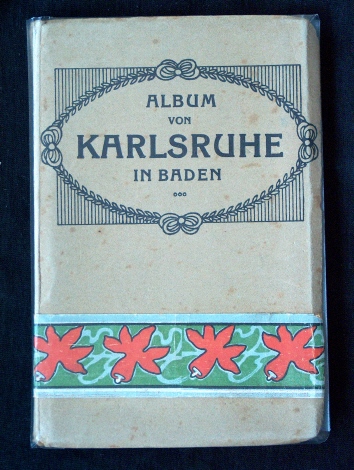 ALBUM
VON
KARLSRUHE
IN BADEN